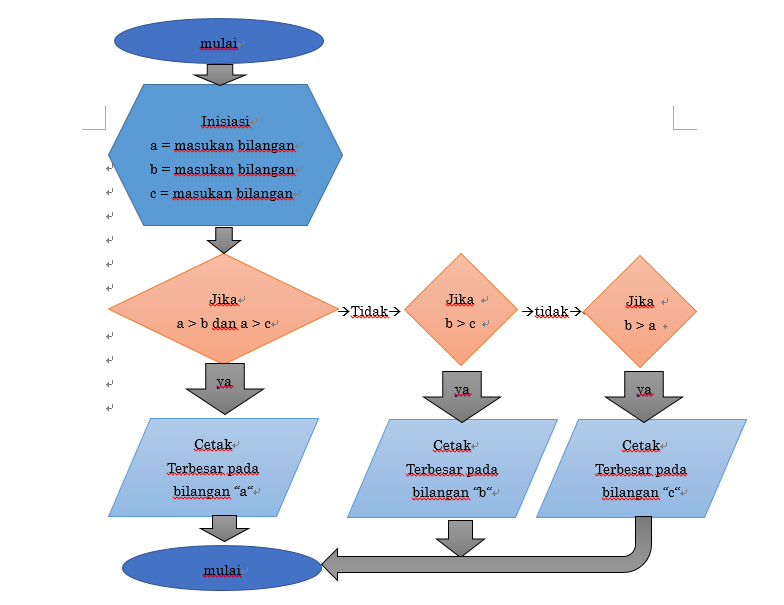 mulai
Inisiasi
a = masukan bilangan
b = masukan bilangan
c = masukan bilangan
Jika
a > b dan a > c
→Tidak→
Jika
b > c
→tidak→
Jika
b > a
ya
ya
ya
Cetak
Terbesar pada
bilangan “a“
Cetak
Terbesar pada
bilangan “b“
Cetak
Terbesar pada
bilangan “c“
mulai